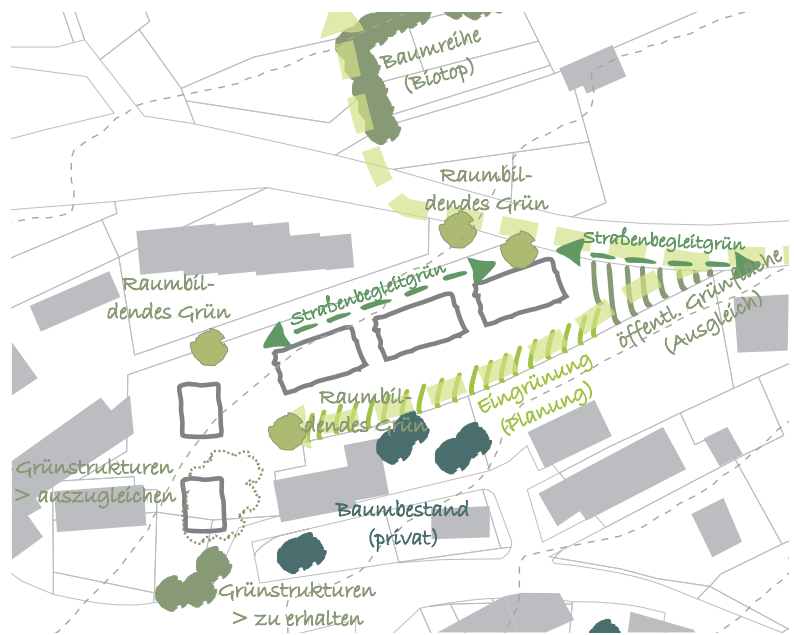 Baumreihe
(Biotop)
Raumbil-
dendes Grün
Straßenbegleitgrün
Straßenbegleitgrün
Raumbil-
dendes Grün
öffentl. Grünfläche
(Ausgleich)
Eingrünung
(Planung)
Raumbil-
dendes Grün
Grünstrukturen
> auszugleichen
Baumbestand
(privat)
Grünstrukturen
> zu erhalten